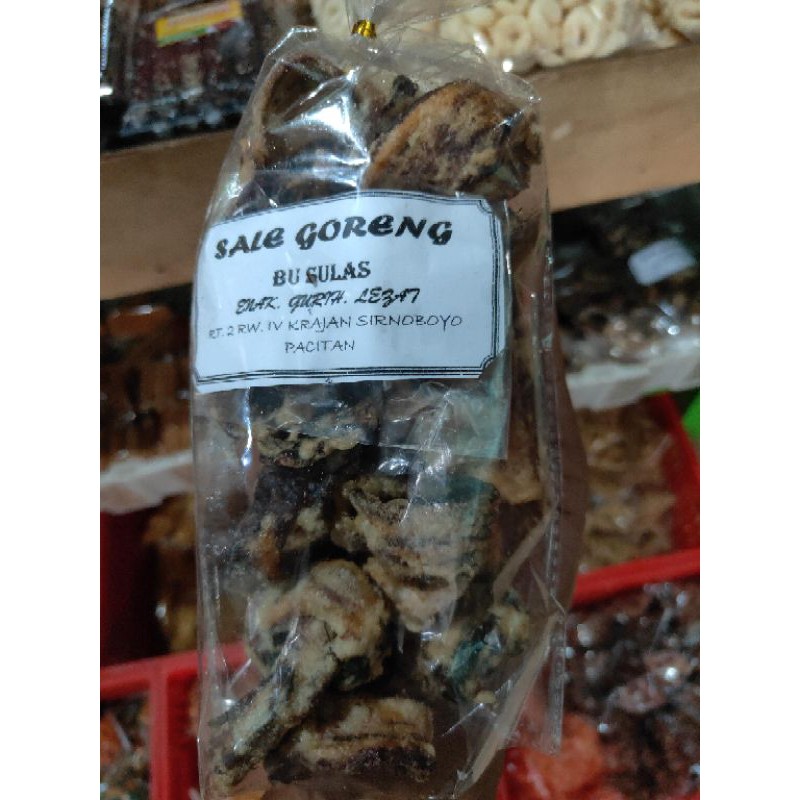 SALE GORENG
BU SULAS
ENAK. GURIH. LEZAT
RT. 2 RW. IV KRAJAN SIRNOBOYO
PACITAN